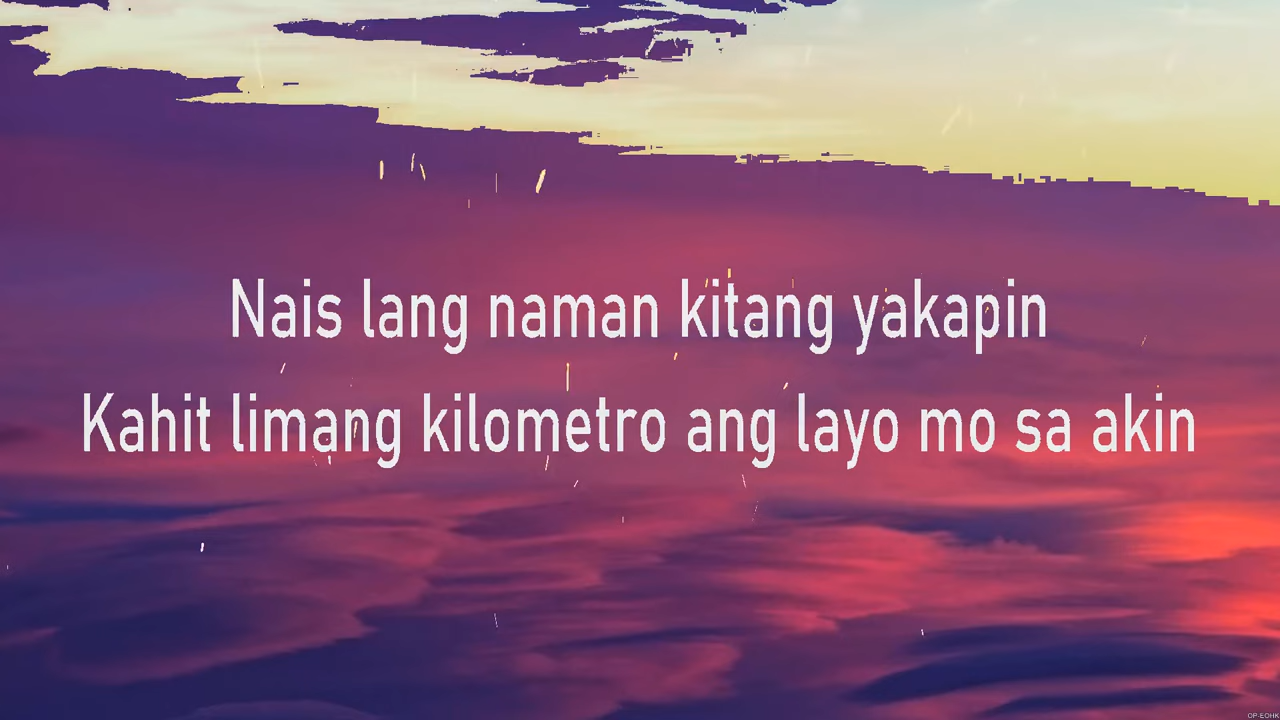 Nais lang naman kitang yakapin
Kahit limang kilometro ang layo mo sa akin